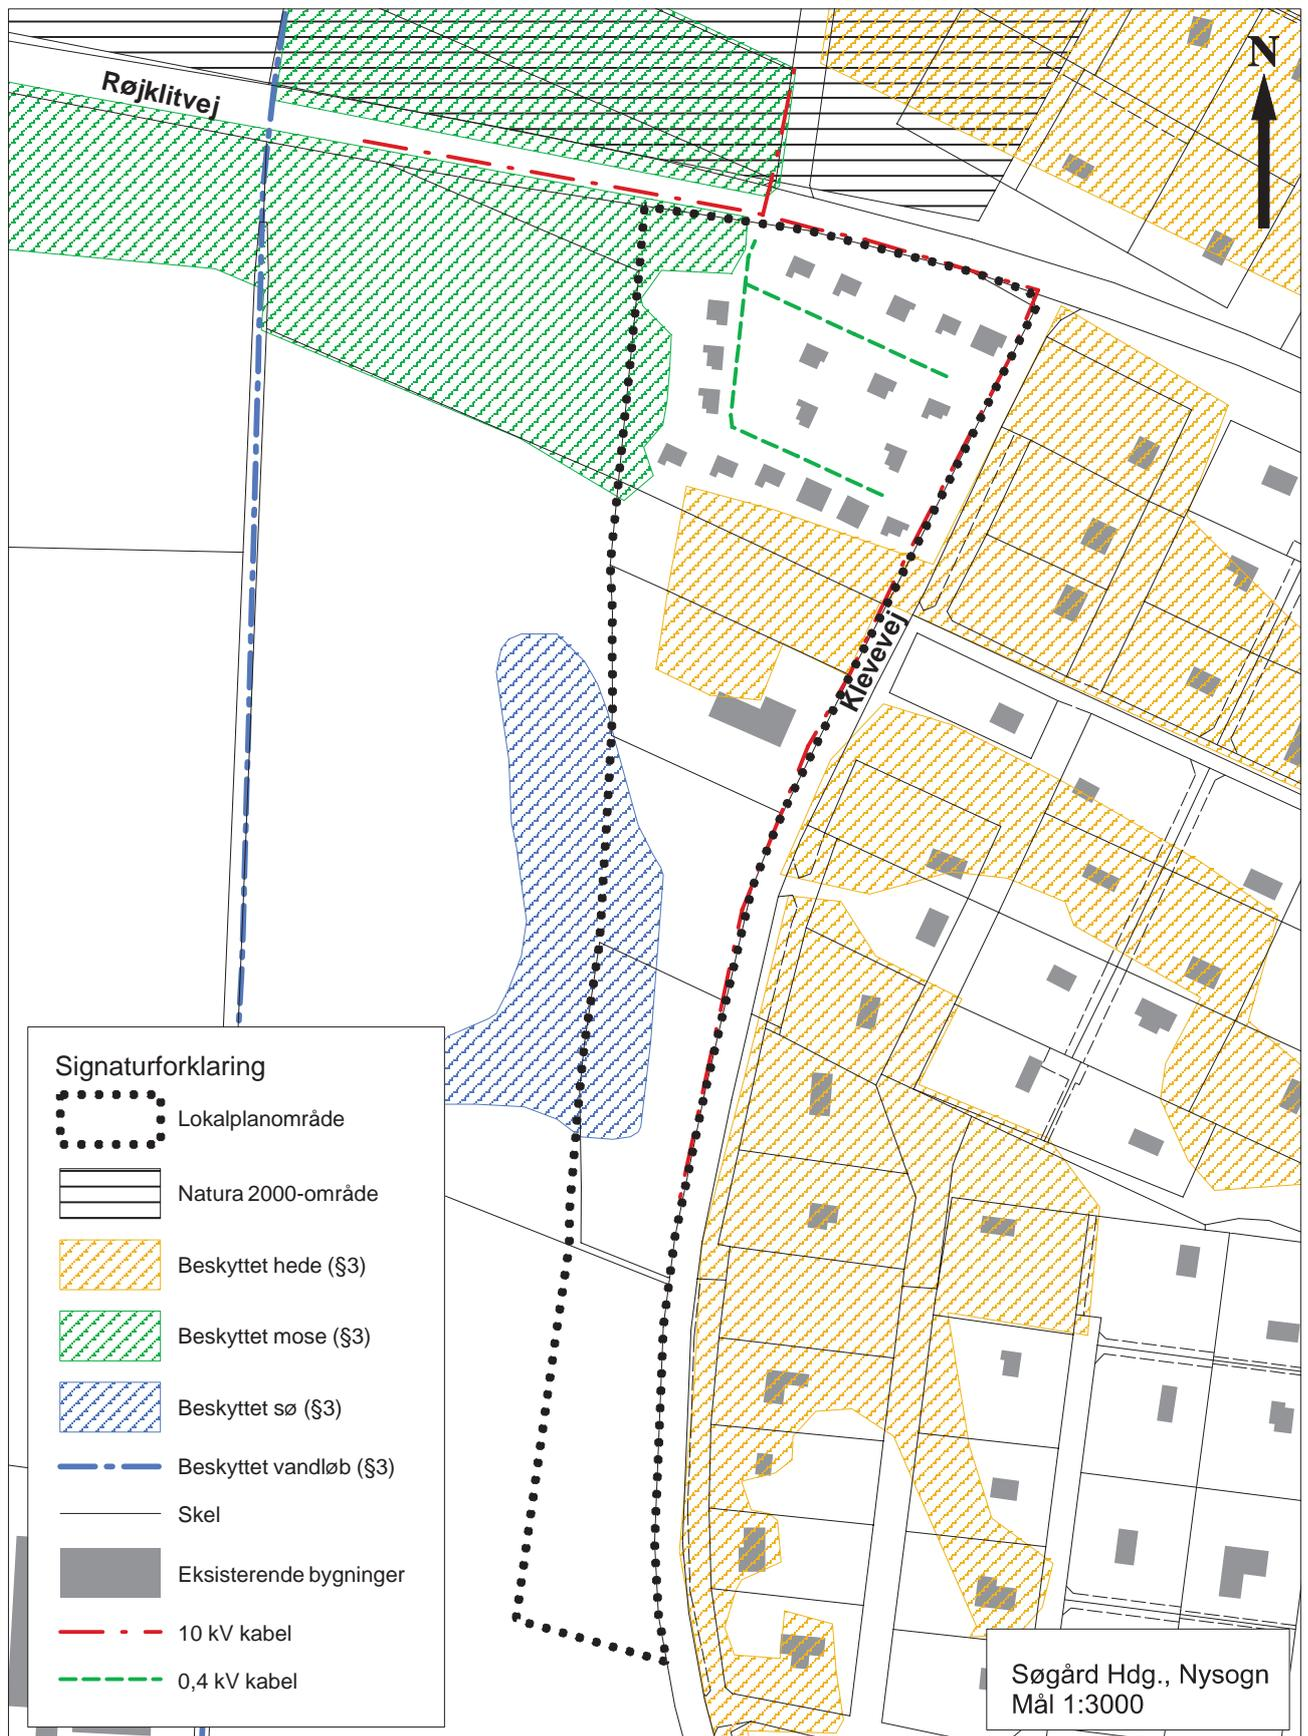 Røjklitvej
N
Klevevej
Signaturforklaring
Lokalplanområde
Natura 2000-område
Beskyttet hede (§3)
Beskyttet mose (§3)
Beskyttet sø (§3)
Beskyttet vandløb (§3)
Skel
Eksisterende bygninger
10 kV kabel
0,4 kV kabel
Søgård Hdg., Nysogn
Mål 1:3000